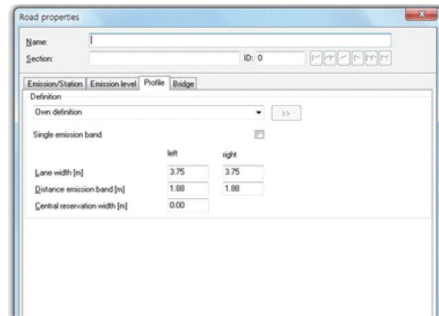 Road properties
Name:
Section: ID: 0
Emission/Station Emission level Profile Bridge
Definition
Own definition >>
Single emission band
left right
Lane width [m] 3.75 3.75
Distance emission band [m] 1.88 1.88
Central reservation width [m] 0.00